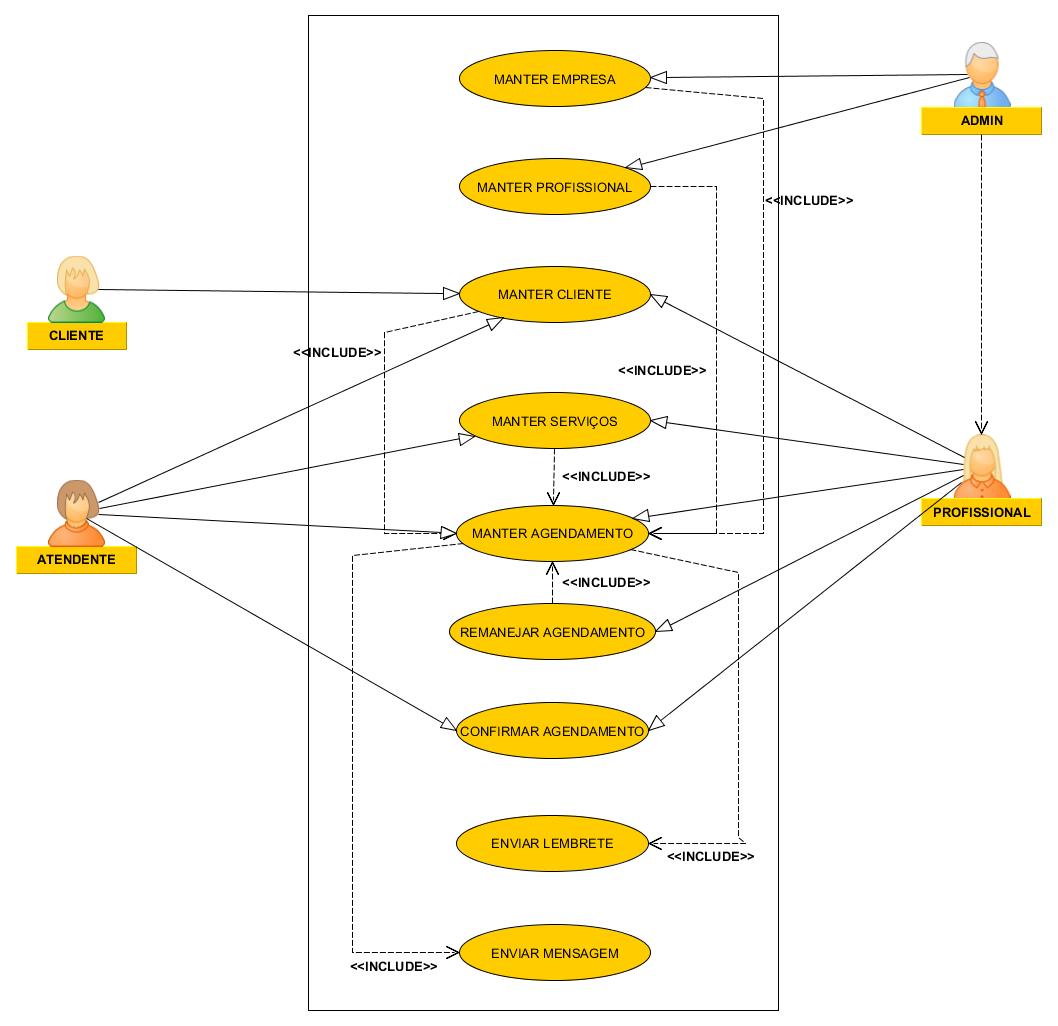 MANTER EMPRESA
ADMIN
MANTER PROFISSIONAL
<<INCLUDE>>
MANTER CLIENTE
CLIENTE
<<INCLUDE>>
<<INCLUDE>>
MANTER SERVIÇOS
<<INCLUDE>>
PROFISSIONAL
MANTER AGENDAMENTO
ATENDENTE
<<INCLUDE>>
REMANEJAR AGENDAMENTO
CONFIRMAR AGENDAMENTO
ENVIAR LEMBRETE
<<INCLUDE>>
ENVIAR MENSAGEM
<<INCLUDE>>